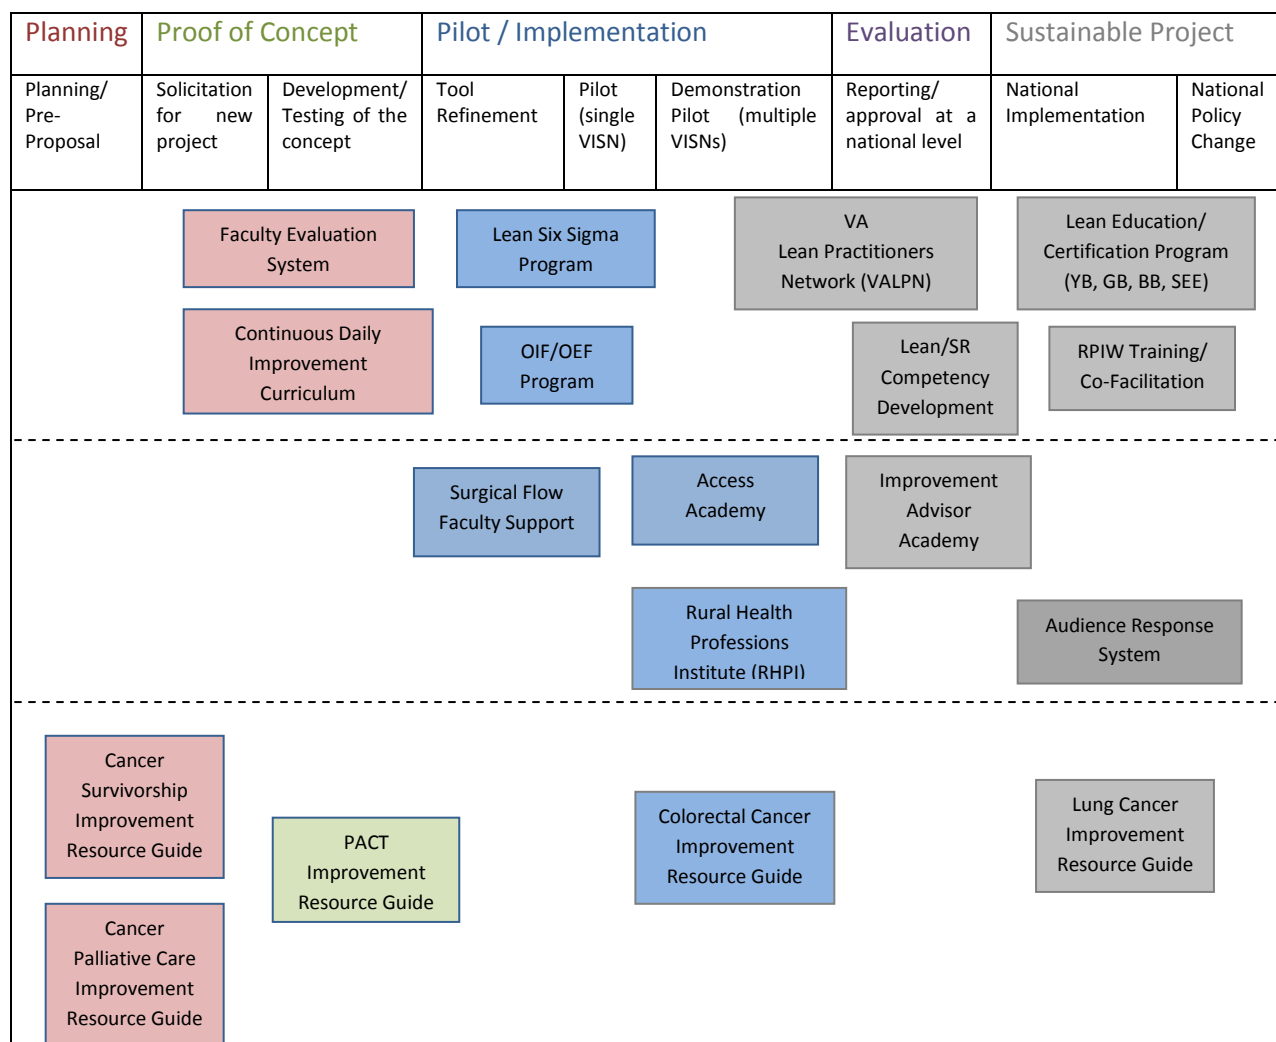 Planning
Proof of Concept
Pilot / Implementation
Evaluation
Sustainable Project
Planning/
Pre-
Proposal
Solicitation
for new
project
Development/
Testing of the
concept
Tool
Refinement
Pilot
(single
VISN)
Demonstration
Pilot (multiple
VISNs)
Reporting/
approval at a
national level
National
Implementation
National
Policy
Change
Faculty Evaluation
System
Lean Six Sigma
Program
VA
Lean Practitioners
Network (VALPN)
Lean Education/
Certification Program
(YB, GB, BB, SEE)
Continuous Daily
Improvement
Curriculum
OIF/OEF
Program
Lean/SR
Competency
Development
RPIW Training/
Co-Facilitation
Surgical Flow
Faculty Support
Access
Academy
Improvement
Advisor
Academy
Rural Health
Professions
Institute (RHPI)
Audience Response
System
Cancer
Survivorship
Improvement
Resource Guide
PACT
Improvement
Resource Guide
Colorectal Cancer
Improvement
Resource Guide
Lung Cancer
Improvement
Resource Guide
Cancer
Palliative Care
Improvement
Resource Guide